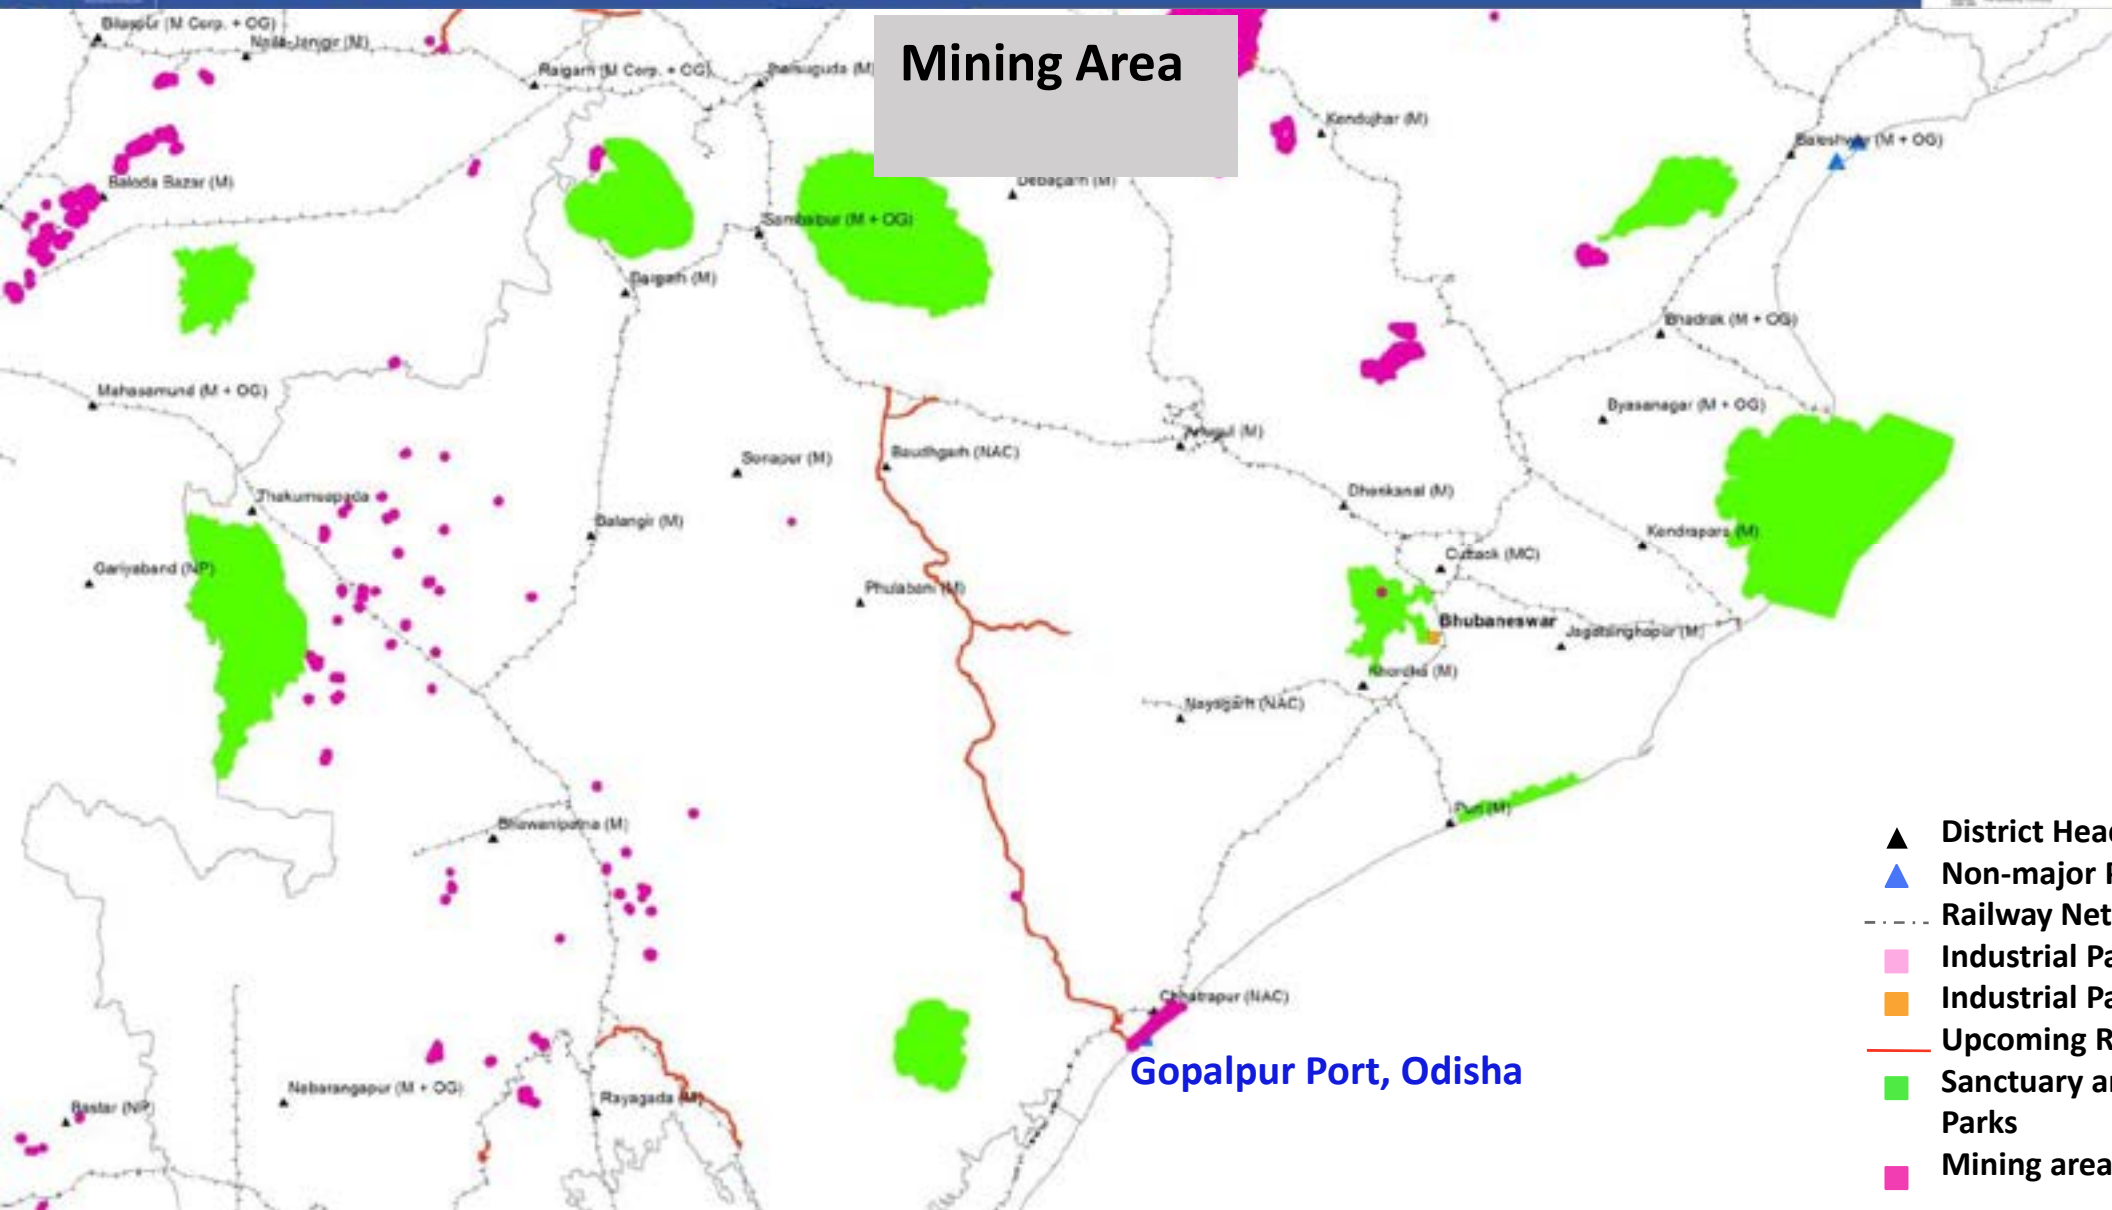 Mining Area
Bilaspur (M Corp. + OG)
Naila-Janjgir (M)
Raigarh (M Corp. + OG)
Jharsuguda (M)
Kendujhar (M)
Baleshwar (M + OG)
Baloda Bazar (M)
Debagarh (M)
Sambalpur (M + OG)
Bargarh (M)
Bhadrak (M + OG)
Mahasamund (M + OG)
Byasanagar (M + OG)
Anugul (M)
Baudhgarh (NAC)
Sonapur (M)
Dhenkanal (M)
Balangir (M)
Kendrapara (M)
Cuttack (MC)
Gariyaband (NP)
Phulabani (M)
Bhubaneswar
Jagatsinghapur (M)
Khordha (M)
Nayagarh (NAC)
Puri (M)
Bhawanipatna (M)
Chhatrapur (NAC)
Gopalpur Port, Odisha
Nabarangapur (M + OG)
Rayagada (M)
Bastar (NP)
District Head
Non-major P
Railway Net
Industrial Pa
Industrial Pa
Upcoming R
Sanctuary a
Parks
Mining area